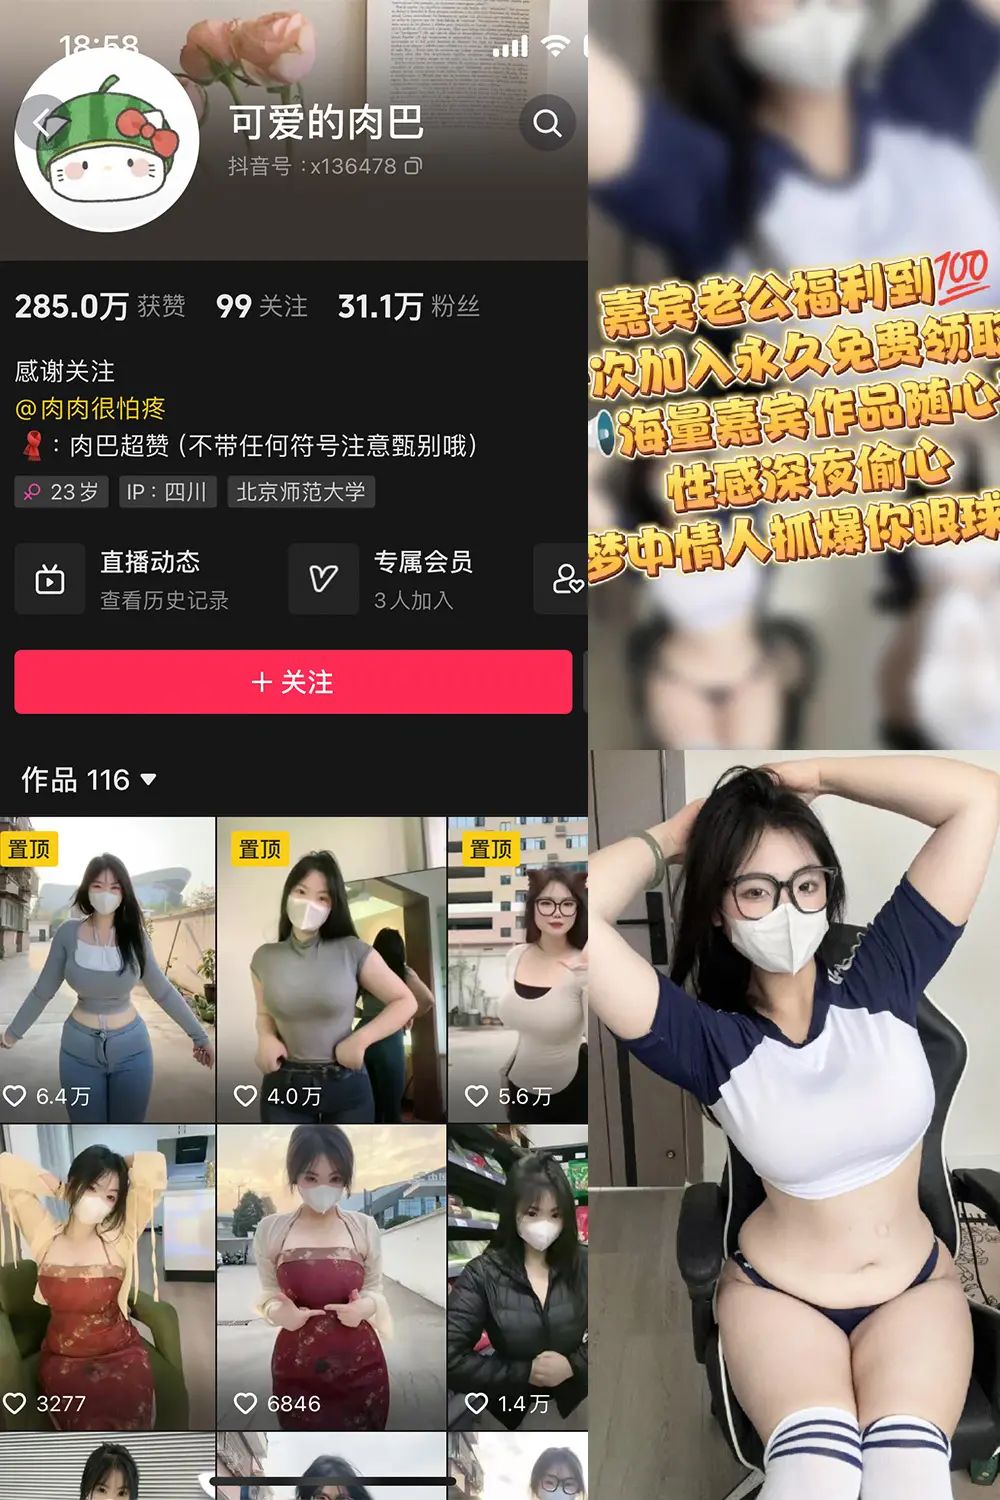 18:58
可爱的肉巴
抖音号：x136478
285.0万 获赞 99 关注 31.1万 粉丝
感谢关注
@肉肉很怕疼
：肉巴超赞 (不带任何符号注意甄别哦)
23岁 IP：四川 北京师范大学
直播动态
查看历史记录
专属会员
3人加入
+ 关注
作品 116
置顶
6.4万
置顶
4.0万
置顶
5.6万
3277
6846
1.4万
嘉宾老公福利到💯
次加入永久免费领取
📢海量嘉宾作品随心
性感深夜偷心
梦中情人抓爆你眼球